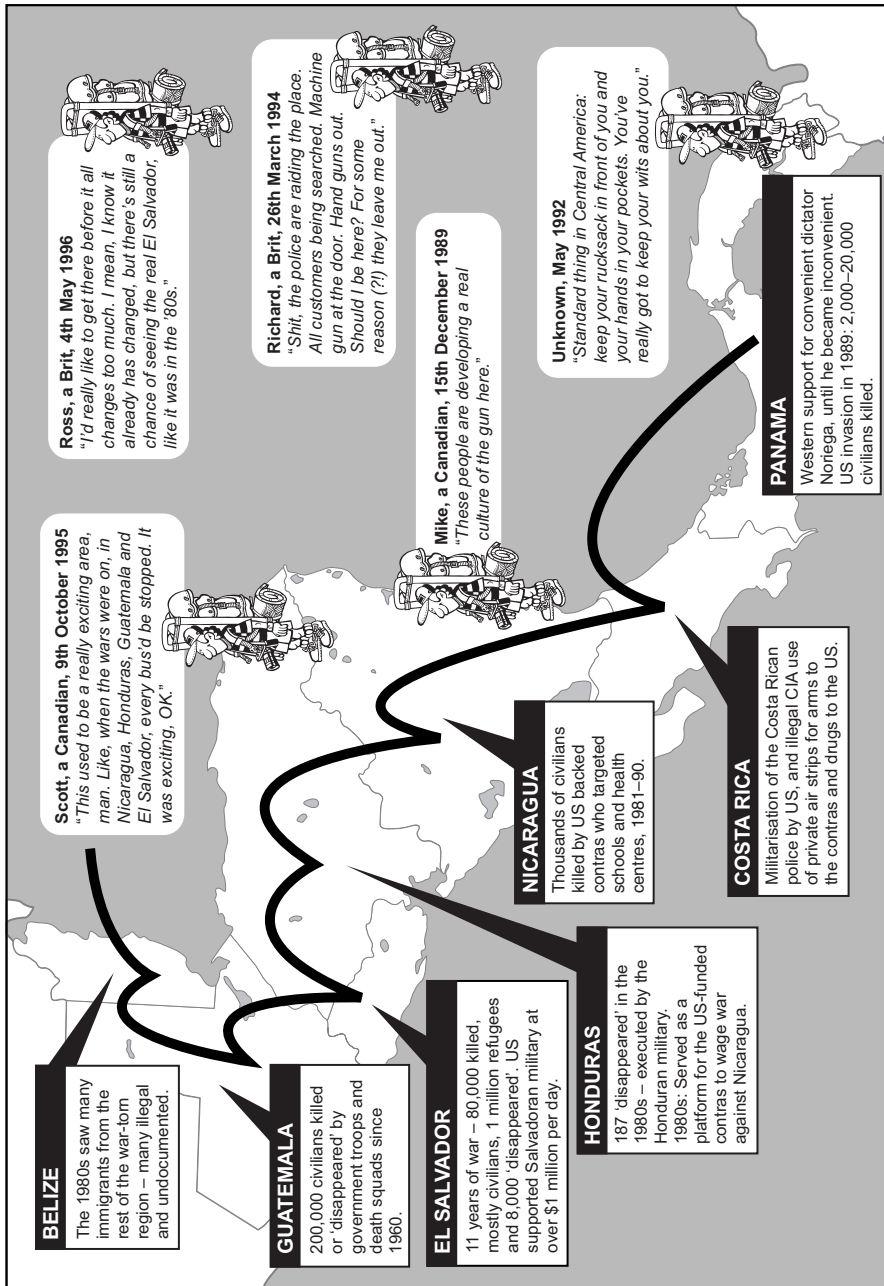 Scott, a Canadian, 9th October 1995
"This used to be a really exciting area,
man. Like, when the wars were on, in
Nicaragua, Honduras, Guatemala and
El Salvador, every bus'd be stopped. It
was exciting, OK."
Ross, a Brit, 4th May 1996
"I'd really like to get there before it all
changes too much. I mean, I know it
already has changed, but there's still a
chance of seeing the real El Salvador,
like it was in the '80s."
Richard, a Brit, 26th March 1994
"Shit, the police are raiding the place.
All customers being searched. Machine
gun at the door. Hand guns out.
Should I be here? For some
reason (?!) they leave me out."
Mike, a Canadian, 15th December 1989
"These people are developing a real
culture of the gun here."
Unknown, May 1992
"Standard thing in Central America:
keep your rucksack in front of you and
your hands in your pockets. You've
really got to keep your wits about you."
BELIZE
The 1980s saw many
immigrants from the
rest of the war-torn
region – many illegal
and undocumented.
GUATEMALA
200,000 civilians killed
or 'disappeared' by
government troops and
death squads since
1960.
EL SALVADOR
11 years of war – 80,000 killed,
mostly civilians, 1 million refugees
and 8,000 'disappeared'. US
supported Salvadoran military at
over $1 million per day.
HONDURAS
187 'disappeared' in the
1980s – executed by the
Honduran military.
1980s: Served as a
platform for the US-funded
contras to wage war
against Nicaragua.
NICARAGUA
Thousands of civilians
killed by US backed
contras who targeted
schools and health
centres, 1981–90.
COSTA RICA
Militarisation of the Costa Rican
police by US, and illegal CIA use
of private air strips for arms to
the contras and drugs to the US.
PANAMA
Western support for convenient dictator
Noriega, until he became inconvenient.
US invasion in 1989: 2,000–20,000
civilians killed.